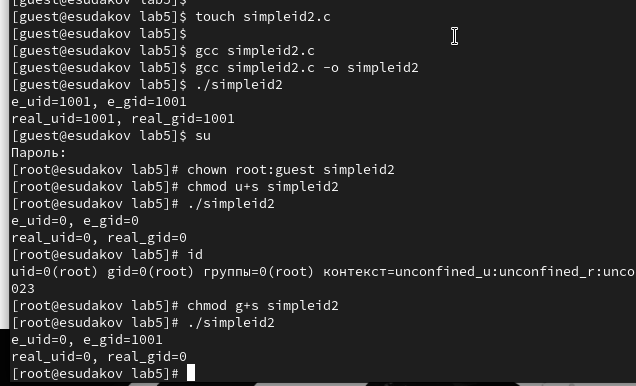 [guest@esudakov lab5]$
[guest@esudakov lab5]$ touch simpleid2.c
[guest@esudakov lab5]$
[guest@esudakov lab5]$ gcc simpleid2.c
[guest@esudakov lab5]$ gcc simpleid2.c -o simpleid2
[guest@esudakov lab5]$ ./simpleid2
e_uid=1001, e_gid=1001
real_uid=1001, real_gid=1001
[guest@esudakov lab5]$ su
Пароль:
[root@esudakov lab5]# chown root:guest simpleid2
[root@esudakov lab5]# chmod u+s simpleid2
[root@esudakov lab5]# ./simpleid2
e_uid=0, e_gid=0
real_uid=0, real_gid=0
[root@esudakov lab5]# id
uid=0(root) gid=0(root) группы=0(root) контекст=unconfined_u:unconfined_r:unco
023
[root@esudakov lab5]# chmod g+s simpleid2
[root@esudakov lab5]# ./simpleid2
e_uid=0, e_gid=1001
real_uid=0, real_gid=0
[root@esudakov lab5]#